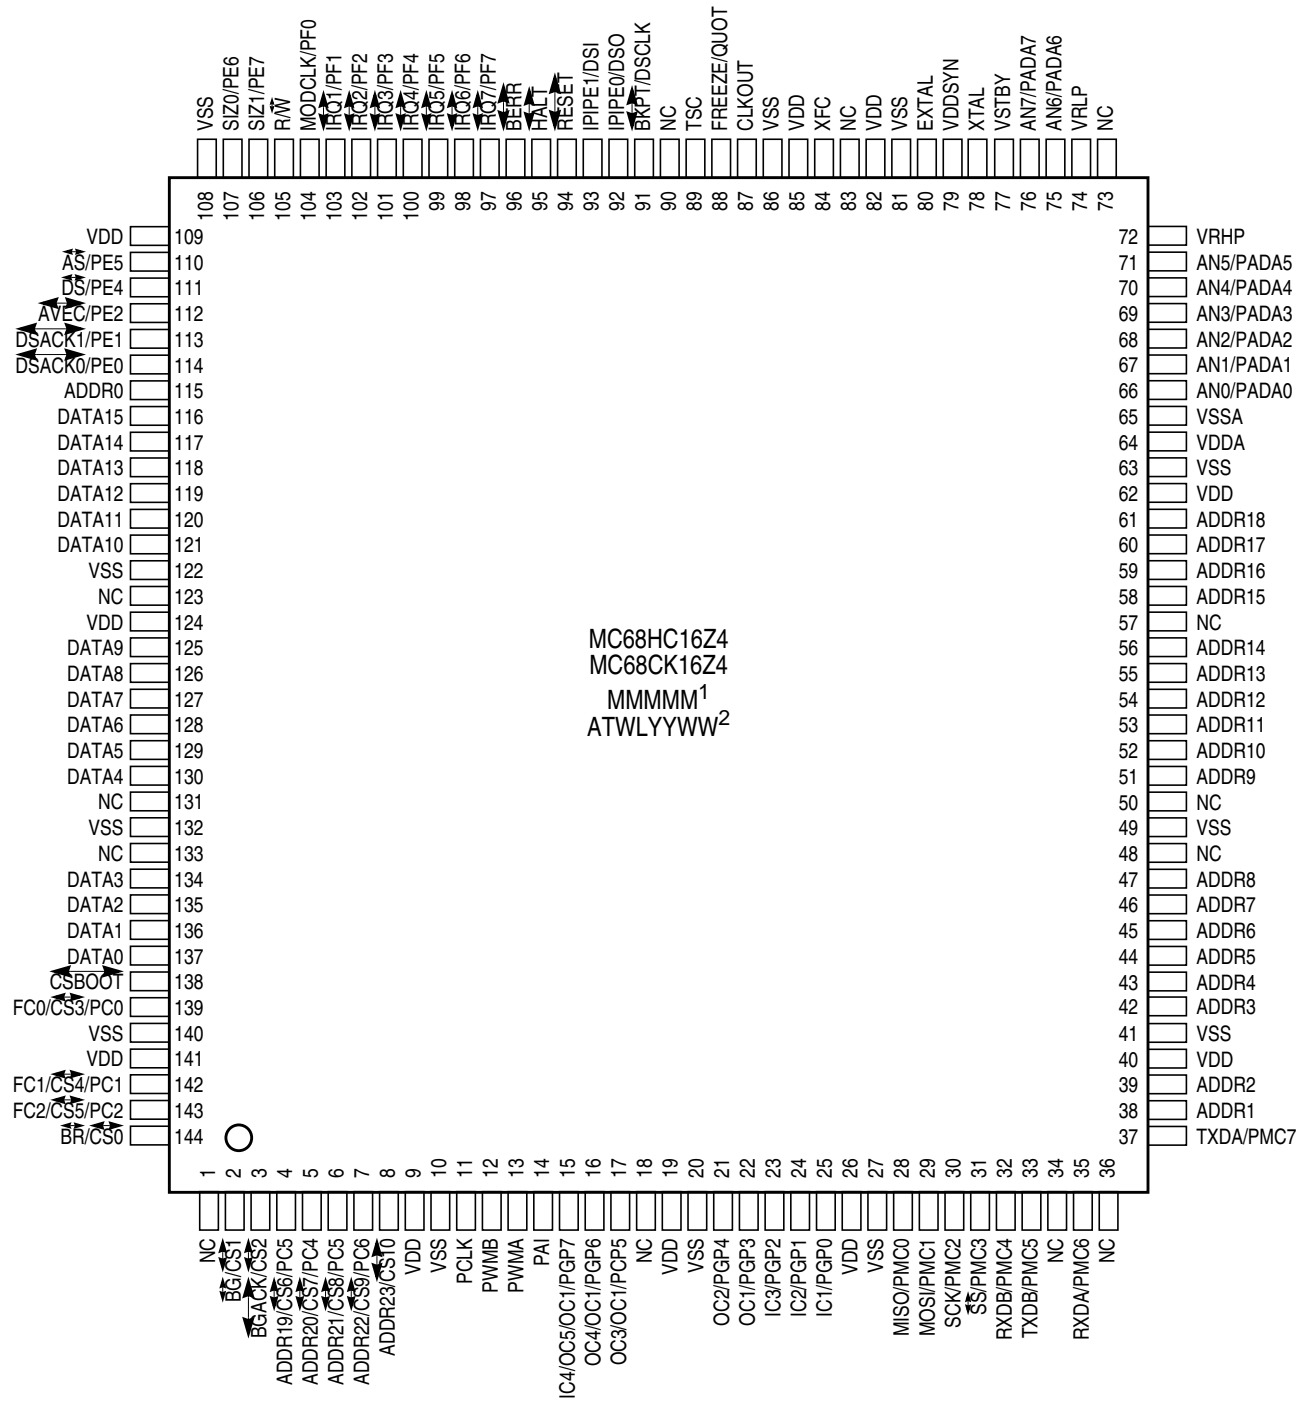 VSS
SIZ0/PE6
SIZ1/PE7
R/W
MODCLK/PF0
IRQ1/PF1
IRQ2/PF2
IRQ3/PF3
IRQ4/PF4
IRQ5/PF5
IRQ6/PF6
IRQ7/PF7
BERR
HALT
RESET
IPIPE1/DSI
IPIPE0/DSO
BKPT/DSCLK
NC
TSC
FREEZE/QUOT
CLKOUT
VSS
VDD
XFC
NC
VDD
VSS
EXTAL
VDDSYN
XTAL
VSTBY
AN7/PADA7
AN6/PADA6
VRLP
NC
108
107
106
105
104
103
102
101
100
99
98
97
96
95
94
93
92
91
90
89
88
87
86
85
84
83
82
81
80
79
78
77
76
75
74
73
VDD 109
AS/PE5 110
DS/PE4 111
AVEC/PE2 112
DSACK1/PE1 113
DSACK0/PE0 114
ADDR0 115
DATA15 116
DATA14 117
DATA13 118
DATA12 119
DATA11 120
DATA10 121
VSS 122
NC 123
VDD 124
DATA9 125
DATA8 126
DATA7 127
DATA6 128
DATA5 129
DATA4 130
NC 131
VSS 132
NC 133
DATA3 134
DATA2 135
DATA1 136
DATA0 137
CSBOOT 138
FC0/CS3/PC0 139
VSS 140
VDD 141
FC1/CS4/PC1 142
FC2/CS5/PC2 143
BR/CS0 144
MC68HC16Z4
MC68CK16Z4
MMMMM1
ATWLYYWW2
72 VRHP
71 AN5/PADA5
70 AN4/PADA4
69 AN3/PADA3
68 AN2/PADA2
67 AN1/PADA1
66 AN0/PADA0
65 VSSA
64 VDDA
63 VSS
62 VDD
61 ADDR18
60 ADDR17
59 ADDR16
58 ADDR15
57 NC
56 ADDR14
55 ADDR13
54 ADDR12
53 ADDR11
52 ADDR10
51 ADDR9
50 NC
49 VSS
48 NC
47 ADDR8
46 ADDR7
45 ADDR6
44 ADDR5
43 ADDR4
42 ADDR3
41 VSS
40 VDD
39 ADDR2
38 ADDR1
37 TXDA/PMC7
1
2
3
4
5
6
7
8
9
10
11
12
13
14
15
16
17
18
19
20
21
22
23
24
25
26
27
28
29
30
31
32
33
34
35
36
NC
BG/CS1
BGACK/CS2
ADDR19/CS6/PC5
ADDR20/CS7/PC4
ADDR21/CS8/PC5
ADDR22/CS9/PC6
ADDR23/CS10
VDD
VSS
PCLK
PWMB
PWMA
PAI
IC4/OC5/OC1/PGP7
OC4/OC1/PGP6
OC3/OC1/PCP5
NC
VDD
VSS
OC2/PGP4
OC1/PGP3
IC3/PGP2
IC2/PGP1
IC1/PGP0
VDD
VSS
MISO/PMC0
MOSI/PMC1
SCK/PMC2
SS/PMC3
RXDB/PMC4
TXDB/PMC5
NC
RXDA/PMC6
NC